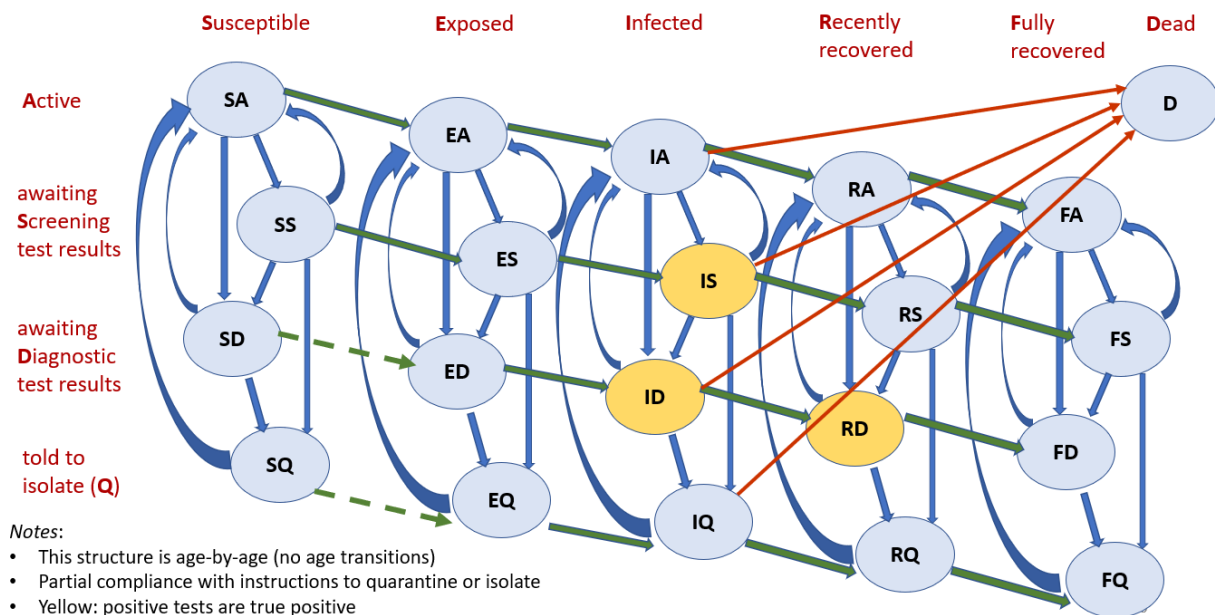 Susceptible
Exposed
Infected
Recently
recovered
Fully
recovered
Dead
Active
awaiting
Screening
test results
awaiting
Diagnostic
test results
told to
isolate (Q)
SA
SS
SD
SQ
EA
ES
ED
EQ
IA
IS
ID
IQ
RA
RS
RD
RQ
FA
FS
FD
FQ
D
Notes:
• This structure is age-by-age (no age transitions)
• Partial compliance with instructions to quarantine or isolate
• Yellow: positive tests are true positive